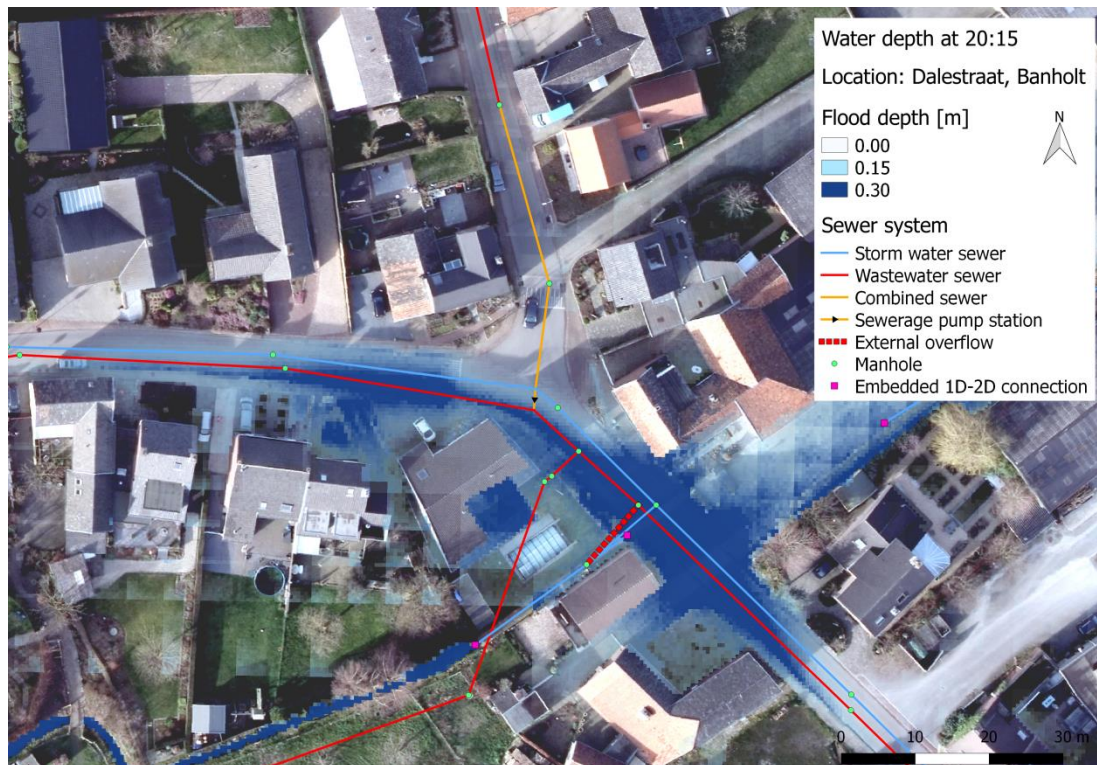 Water depth at 20:15
Location: Dalestraat, Banholt
Flood depth [m]
N
0.00
0.15
0.30
Sewer system
Storm water sewer
Wastewater sewer
Combined sewer
Sewerage pump station
External overflow
Manhole
Embedded 1D-2D connection
0 10 20 30 m